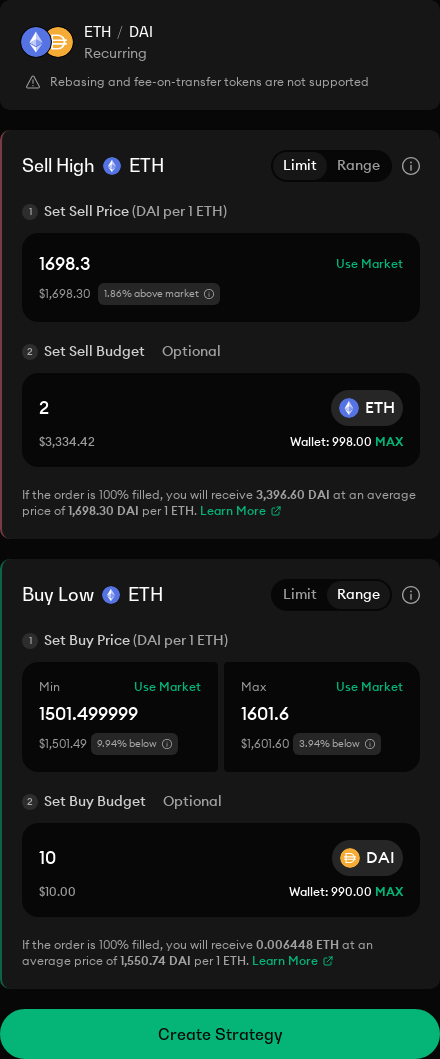 ETH / DAI
Recurring
Rebasing and fee-on-transfer tokens are not supported
Sell High ETH Limit Range
1 Set Sell Price (DAI per 1 ETH)
1698.3 Use Market
$1,698.30 1.86% above market
2 Set Sell Budget Optional
2 ETH
$3,334.42 Wallet: 998.00 MAX
If the order is 100% filled, you will receive 3,396.60 DAI at an average
price of 1,698.30 DAI per 1 ETH. Learn More
Buy Low ETH Limit Range
1 Set Buy Price (DAI per 1 ETH)
Min Use Market Max Use Market
1501.499999 1601.6
$1,501.49 9.94% below $1,601.60 3.94% below
2 Set Buy Budget Optional
10 DAI
$10.00 Wallet: 990.00 MAX
If the order is 100% filled, you will receive 0.006448 ETH at an
average price of 1,550.74 DAI per 1 ETH. Learn More
Create Strategy